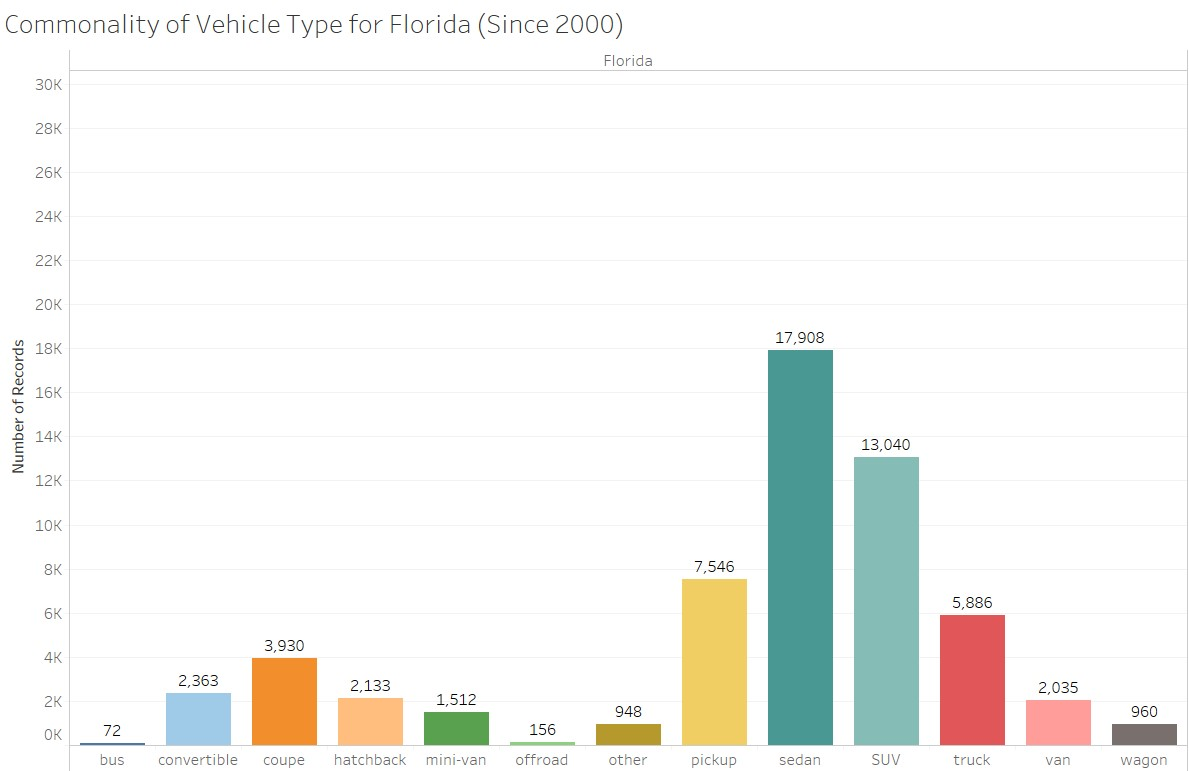 Commonality of Vehicle Type for Florida (Since 2000)
Florida
30K
28K
26K
24K
22K
20K
18K
16K
14K
12K
10K
8K
6K
4K
2K
0K
Number of Records
72
2,363
3,930
2,133
1,512
156
948
7,546
17,908
13,040
5,886
2,035
960
bus convertible coupe hatchback mini-van offroad other pickup sedan SUV truck van wagon